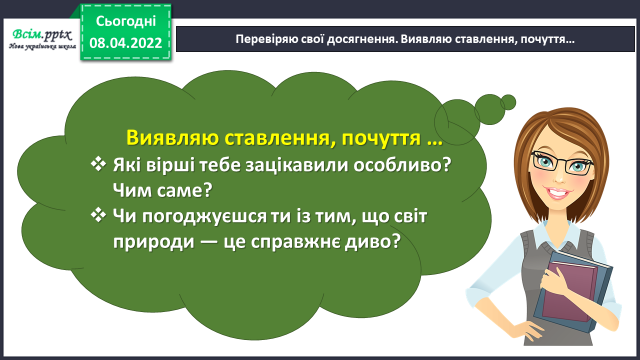 Всім.pptx
Нова українська школа
Сьогодні
08.04.2022
Перевіряю свої досягнення. Виявляю ставлення, почуття…
Виявляю ставлення, почуття …
❖ Які вірші тебе зацікавили особливо?
Чим саме?
❖ Чи погоджуєшся ти із тим, що світ
природи — це справжнє диво?